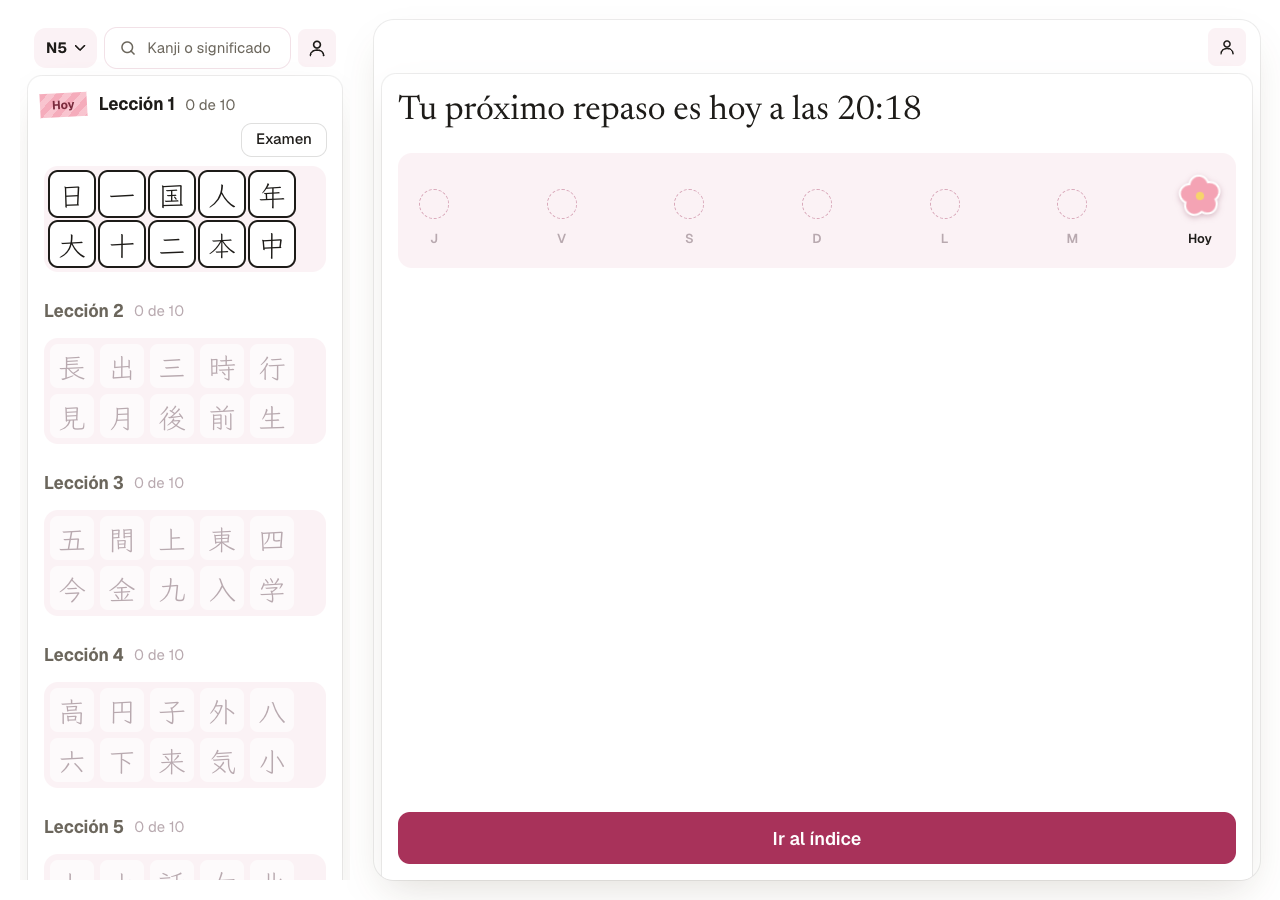 N5
Kanji o significado
Hoy
Lección 1
0 de 10
Examen
日 一 国 人 年
大 十 二 本 中
Lección 2
0 de 10
長 出 三 時 行
見 月 後 前 生
Lección 3
0 de 10
五 間 上 東 四
今 金 九 入 学
Lección 4
0 de 10
高 円 子 外 八
六 下 来 気 小
Lección 5
0 de 10
Tu próximo repaso es hoy a las 20:18
J V S D L M Hoy
Ir al índice